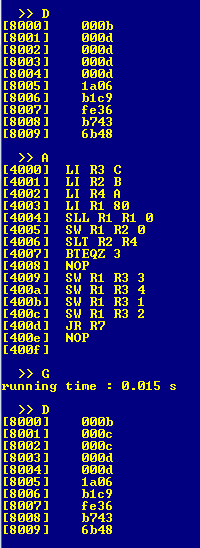 >> D
[8000] 000b
[8001] 000d
[8002] 000d
[8003] 000d
[8004] 000d
[8005] 1a06
[8006] b1c9
[8007] fe36
[8008] b743
[8009] 6b48
>> A
[4000] LI R3 C
[4001] LI R2 B
[4002] LI R4 A
[4003] LI R1 80
[4004] SLL R1 R1 0
[4005] SW R1 R2 0
[4006] SLT R2 R4
[4007] BTEQZ 3
[4008] NOP
[4009] SW R1 R3 3
[400a] SW R1 R3 4
[400b] SW R1 R3 1
[400c] SW R1 R3 2
[400d] JR R7
[400e] NOP
[400f]
>> G
running time : 0.015 s
>> D
[8000] 000b
[8001] 000c
[8002] 000c
[8003] 000d
[8004] 000d
[8005] 1a06
[8006] b1c9
[8007] fe36
[8008] b743
[8009] 6b48